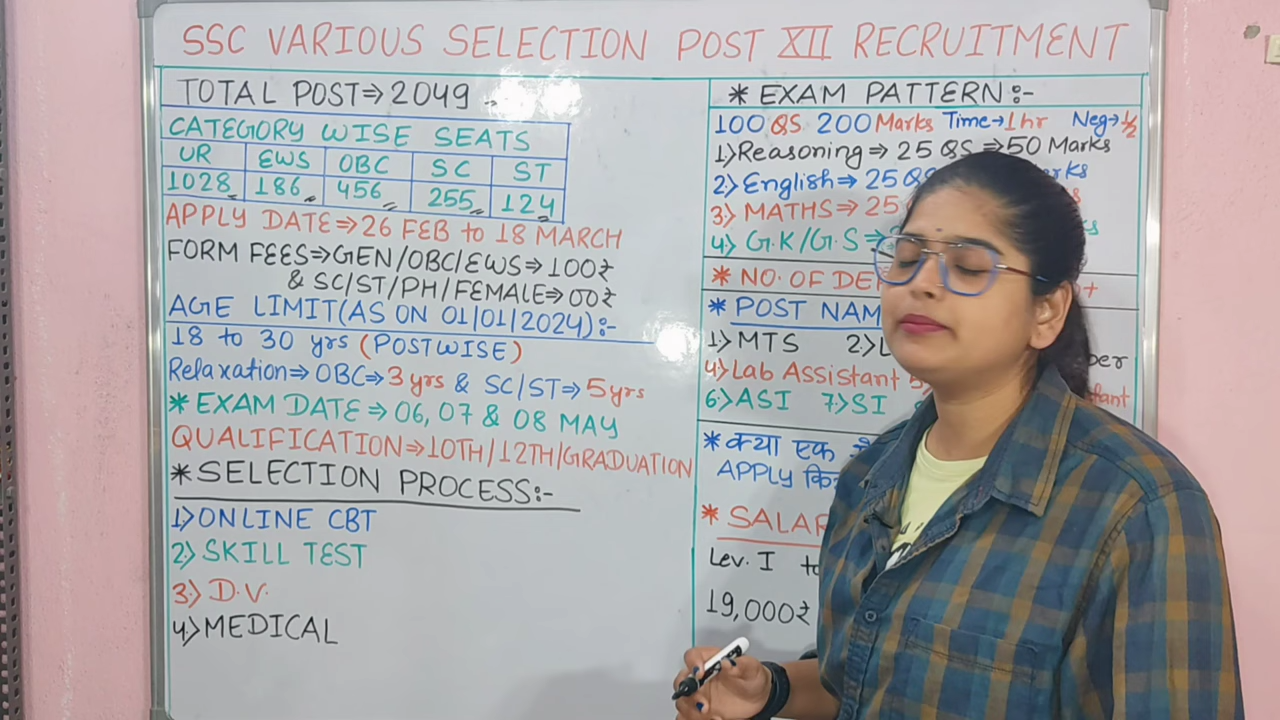 SSC VARIOUS SELECTION POST XII RECRUITMENT
TOTAL POST⇒2049
CATEGORY WISE SEATS
UR EWS OBC SC ST
1028 186 456 255 124
APPLY DATE⇒26 FEB to 18 MARCH
FORM FEES⇒GEN/OBC/EWS⇒100₹
& SC/ST/PH/FEMALE⇒00₹
AGE LIMIT(AS ON 01/01/2024):-
18 to 30 yrs (POSTWISE)
Relaxation⇒OBC⇒3yrs & SC/ST⇒5yrs
*EXAM DATE⇒06, 07 & 08 MAY
QUALIFICATION⇒10TH/12TH/GRADUATION
*SELECTION PROCESS:-
1)ONLINE CBT
2)SKILL TEST
3) D.V.
4)MEDICAL
* EXAM PATTERN:-
100 QS 200 Marks Time→1hr Neg→½
1)Reasoning⇒25 QS⇒50 Marks
2)English⇒25
3) MATHS⇒25
4) G.K/G.S⇒
* NO. OF
* POST
1)MTS 2)
4)Lab Assistant
6)ASI 7)SI
*क्या एक
APPLY
*
Lev. I to
19,000₹